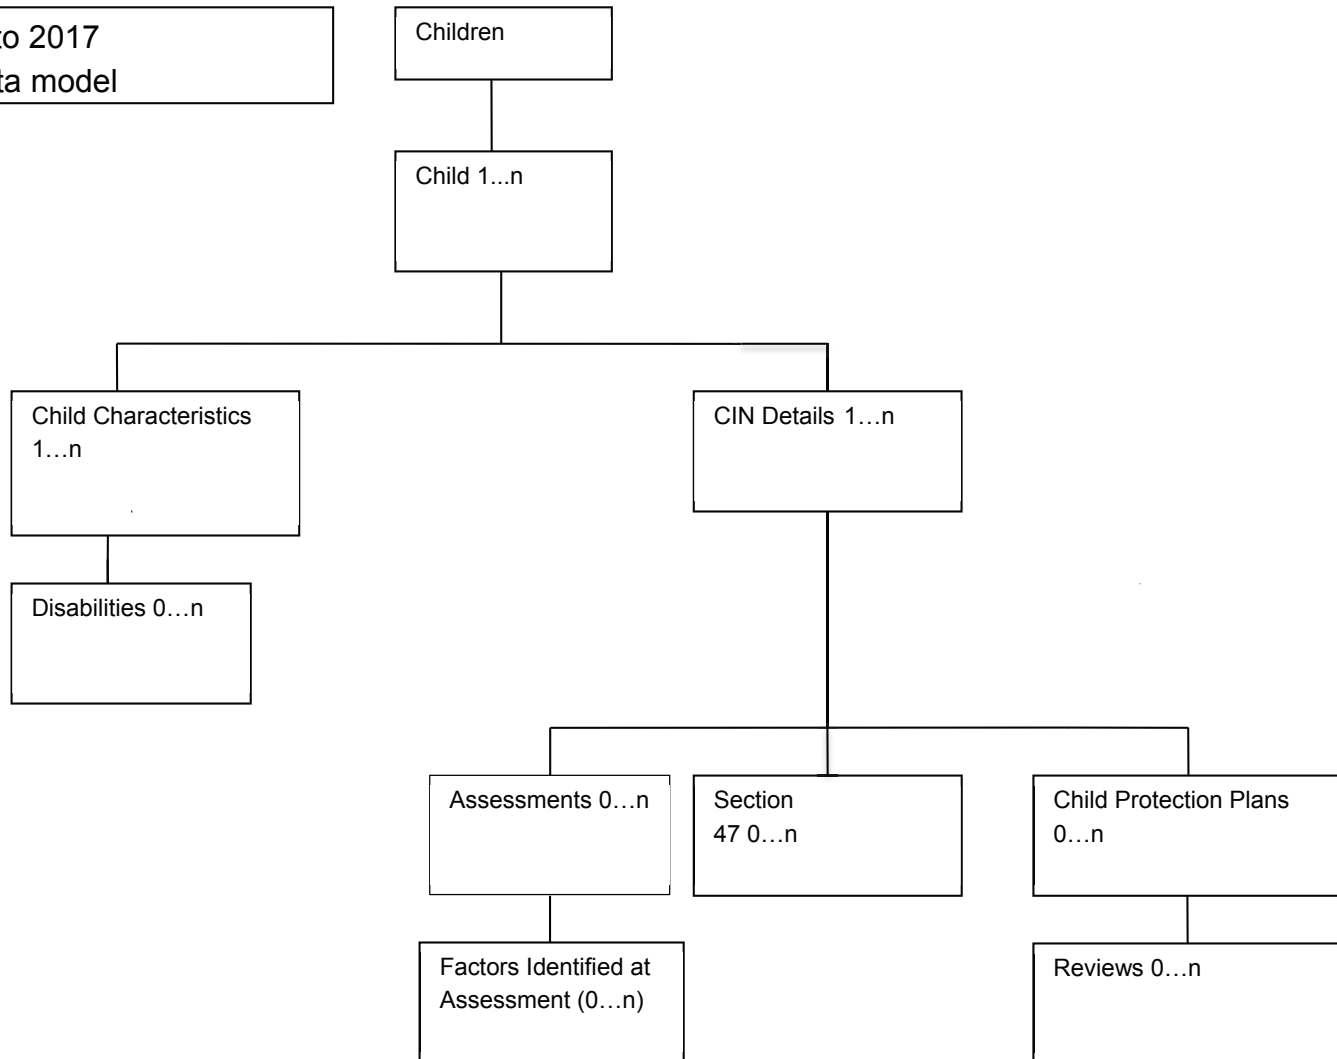 to 2017
ta model
Children
Child 1...n
Child Characteristics
1…n
CIN Details 1…n
Disabilities 0…n
Assessments 0…n
Section
47 0…n
Child Protection Plans
0…n
Factors Identified at
Assessment (0…n)
Reviews 0…n